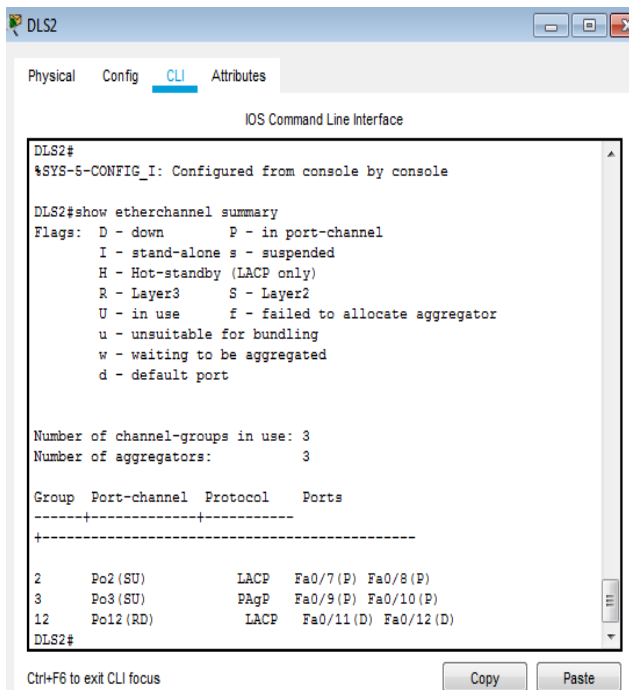 DLS2
Physical Config CLI Attributes
IOS Command Line Interface
DLS2#
%SYS-5-CONFIG_I: Configured from console by console
DLS2#show etherchannel summary
Flags:  D - down        P - in port-channel
        I - stand-alone s - suspended
        H - Hot-standby (LACP only)
        R - Layer3      S - Layer2
        U - in use      f - failed to allocate aggregator
        u - unsuitable for bundling
        w - waiting to be aggregated
        d - default port
Number of channel-groups in use: 3
Number of aggregators:           3
Group  Port-channel  Protocol    Ports
------+-------------+-----------
+----------------------------------------------
2      Po2(SU)           LACP   Fa0/7(P) Fa0/8(P)
3      Po3(SU)           PAgP   Fa0/9(P) Fa0/10(P)
12     Po12(RD)           LACP   Fa0/11(D) Fa0/12(D)
DLS2#
Ctrl+F6 to exit CLI focus Copy Paste